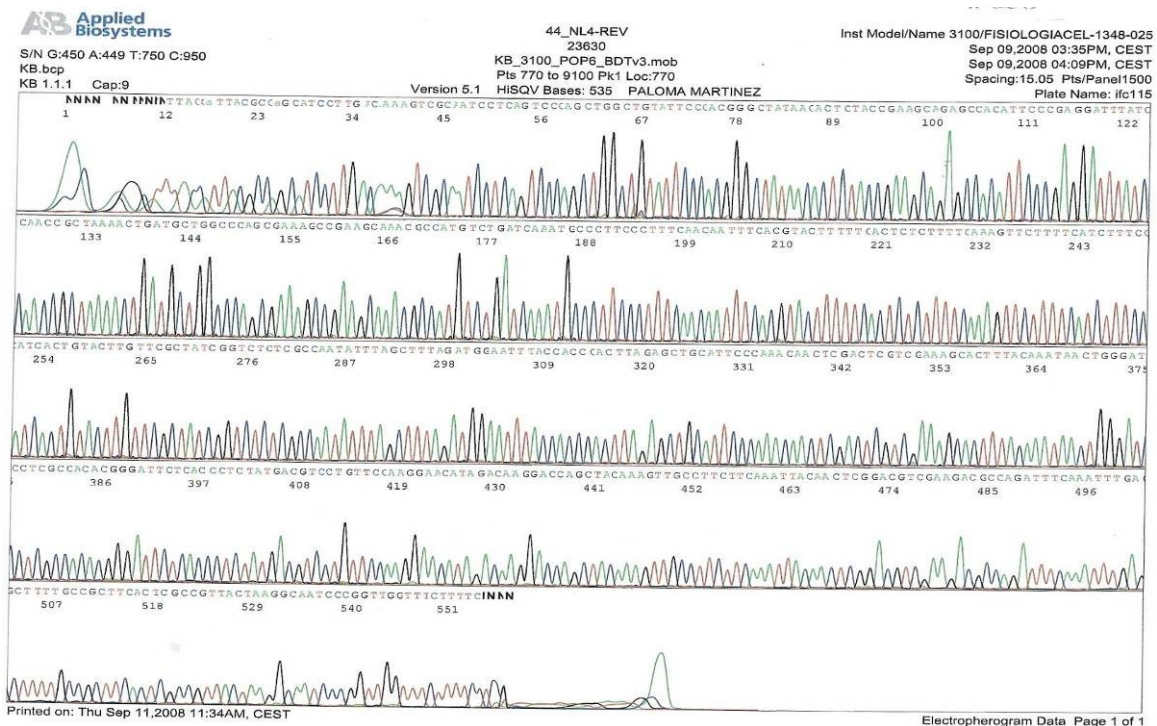 AB Applied
Biosystems
S/N G:450 A:449 T:750 C:950
KB.bcp
KB 1.1.1 Cap:9
44_NL4-REV
23630
KB_3100_POP6_BDTv3.mob
Pts 770 to 9100 Pk1 Loc:770
Version 5.1 HiSQV Bases: 535 PALOMA MARTINEZ
Inst Model/Name 3100/FISIOLOGIACEL-1348-025
Sep 09,2008 03:35PM, CEST
Sep 09,2008 04:09PM, CEST
Spacing:15.05 Pts/Panel1500
Plate Name: ifc115
1 12 23 34 45 56 67 78 89 100 111 122
CAACCGCTAAAACTGATGCTGGCCCAGCGAAAGCCGAAGCAAACGCCATGTCTGATCAAATGCCCTTCCCTTTCAACAATTTCACGTACTTTTTCACTCTCTTTTCAAAGTTCTTTTCATCTTTCC
133 144 155 166 177 188 199 210 221 232 243
ATCACTGTACTTGTTCGCTATCGGTCTCTCGCCAATATTTAGCTTTAGATGGAATTTACCACCCACTTAGAGCTGCATTCCCAAACAACTCGACTCGTCGAAAGCACTTTACAAATAACTGGGAT
254 265 276 287 298 309 320 331 342 353 364 375
CCTCGCCACACGGGATTCTCACCCTCTATGACGTCCTGTTCCAAGGAACATAGACAAGGACCAGCTACAAAGTTGCCTTCTTCAAATTACAACTCGGACGTCGAAGACGCCAGATTTCAAATTTGAG
386 397 408 419 430 441 452 463 474 485 496
GCTTTTGCCGCTTCACTCGCCGTTACTAAGGCAATCCCGGTTGGTTTCTTTTCINNN
507 518 529 540 551
Printed on: Thu Sep 11,2008 11:34AM, CEST
Electropherogram Data Page 1 of 1